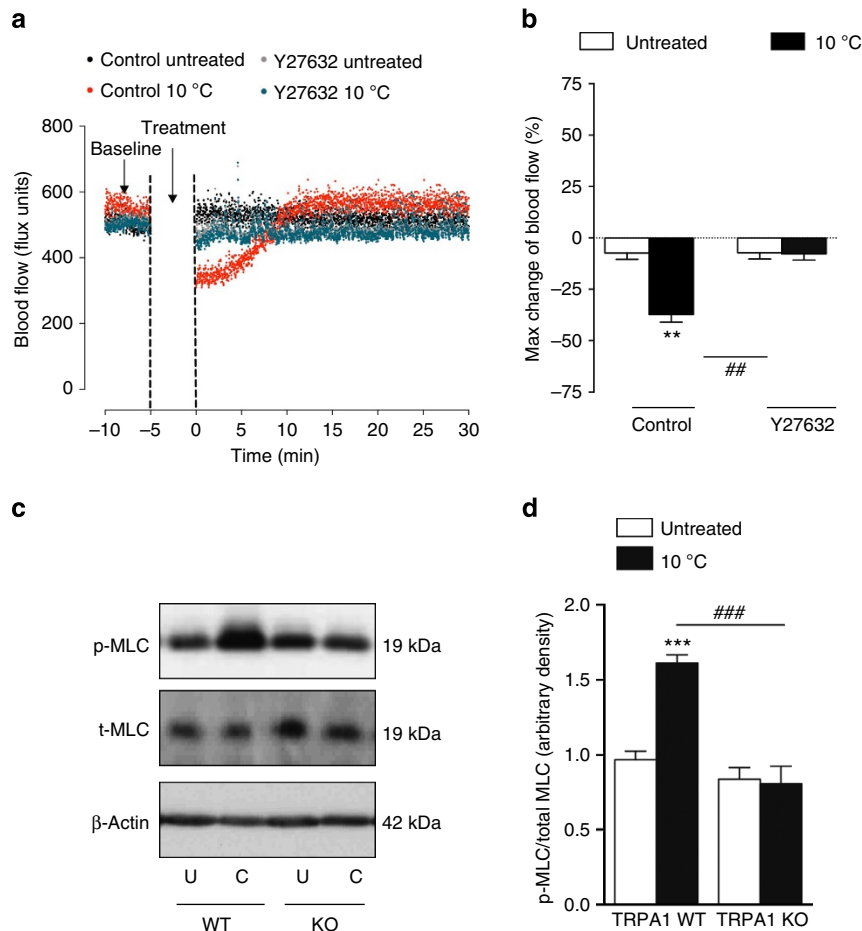 a
Control untreated
Y27632 untreated
Control 10 °C
Y27632 10 °C
Treatment
Baseline
Blood flow (flux units)
800
600
400
200
0
–10
–5
0
5
10
15
20
25
30
Time (min)
b
Untreated
10 °C
Max change of blood flow (%)
75
50
25
0
–25
–50
–75
**
##
Control
Y27632
c
p-MLC
19 kDa
t-MLC
19 kDa
β-Actin
42 kDa
U
C
U
C
WT
KO
d
Untreated
10 °C
p-MLC/total MLC (arbitrary density)
2.0
1.5
1.0
0.5
0.0
***
###
TRPA1 WT
TRPA1 KO